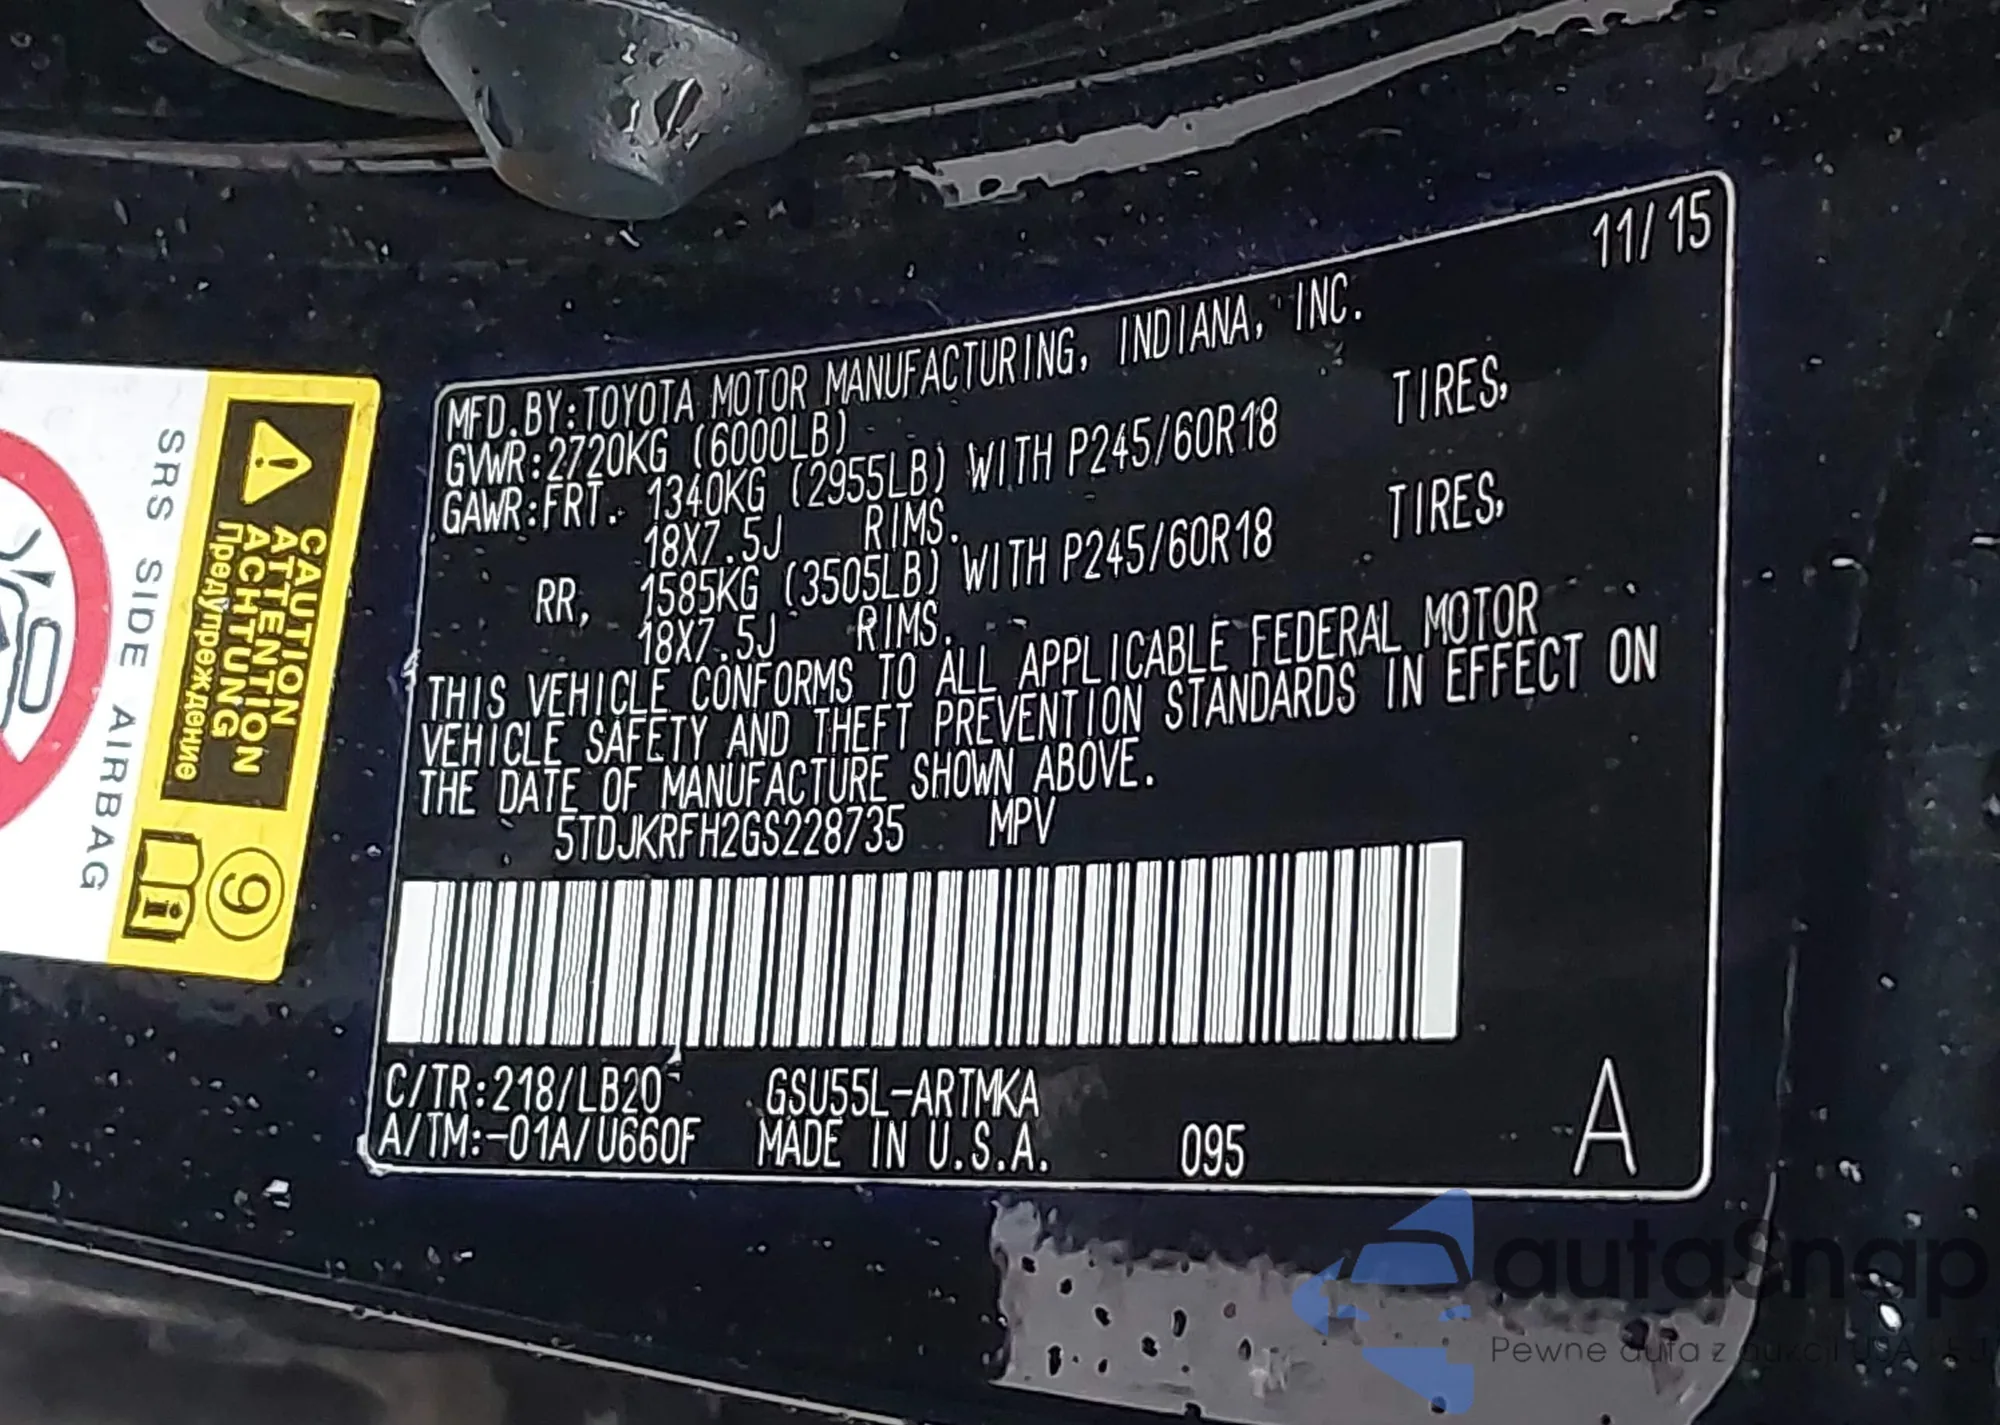 11/15
MFD.BY:TOYOTA MOTOR MANUFACTURING, INDIANA, INC.
GVWR:2720KG (6000LB)
GAWR:FRT. 1340KG (2955LB) WITH P245/60R18 TIRES,
18X7.5J RIMS.
RR, 1585KG (3505LB) WITH P245/60R18 TIRES,
18X7.5J RIMS.
THIS VEHICLE CONFORMS TO ALL APPLICABLE FEDERAL MOTOR
VEHICLE SAFETY AND THEFT PREVENTION STANDARDS IN EFFECT ON
THE DATE OF MANUFACTURE SHOWN ABOVE.
5TDJKRFH2GS228735 MPV
C/TR:218/LB20 GSU55L-ARTMKA
A/TM:-01A/U660F MADE IN U.S.A. 095 A
CAUTION
ATTENTION
ACHTUNG
Предупреждение
9
i
SRS SIDE AIRBAG
autoSnap
Pewne auta z aukcji USA